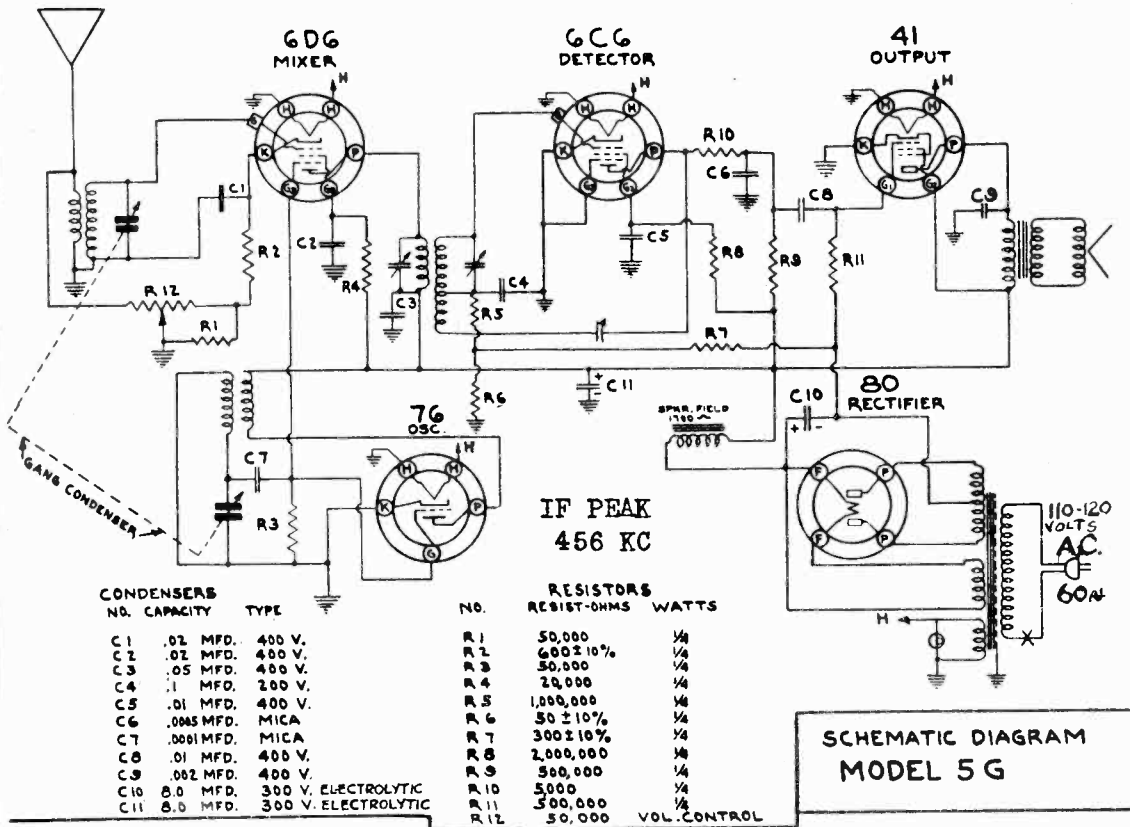 6D6
MIXER
6C6
DETECTOR
41
OUTPUT
H
H
H
H H
H H
H H
G
G
K
P
K
P
K
P
G3 G2
G1 G2
R10
C6
C1
C2
C8
C9
C5
R2
R4
R8
R9
R11
C3
C4
R12
R5
R1
R7
C11
+
-
R6
C10
+ -
80
RECTIFIER
76
OSC.
SPKR. FIELD
1700 ~
H
H H
C7
K
P
G
F P
F P
GANG CONDENSER
R3
IF PEAK
456 KC
110-120
VOLTS
A.C.
60~
H
X
CONDENSERS
NO. CAPACITY TYPE
C1 .02 MFD. 400 V.
C2 .02 MFD. 400 V.
C3 .05 MFD. 400 V.
C4 .1 MFD. 200 V.
C5 .01 MFD. 400 V.
C6 .0005 MFD. MICA
C7 .0001 MFD. MICA
C8 .01 MFD. 400 V.
C9 .002 MFD. 400 V.
C10 8.0 MFD. 300 V. ELECTROLYTIC
C11 8.0 MFD. 300 V. ELECTROLYTIC
RESISTORS
NO. RESIST-OHMS WATTS
R1 50,000 1/4
R2 600±10% 1/4
R3 50,000 1/4
R4 20,000 1/4
R5 1,000,000 1/4
R6 50±10% 1/4
R7 300±10% 1/4
R8 2,000,000 1/4
R9 500,000 1/4
R10 5,000 1/4
R11 500,000 1/4
R12 50,000 VOL. CONTROL
SCHEMATIC DIAGRAM
MODEL 5G